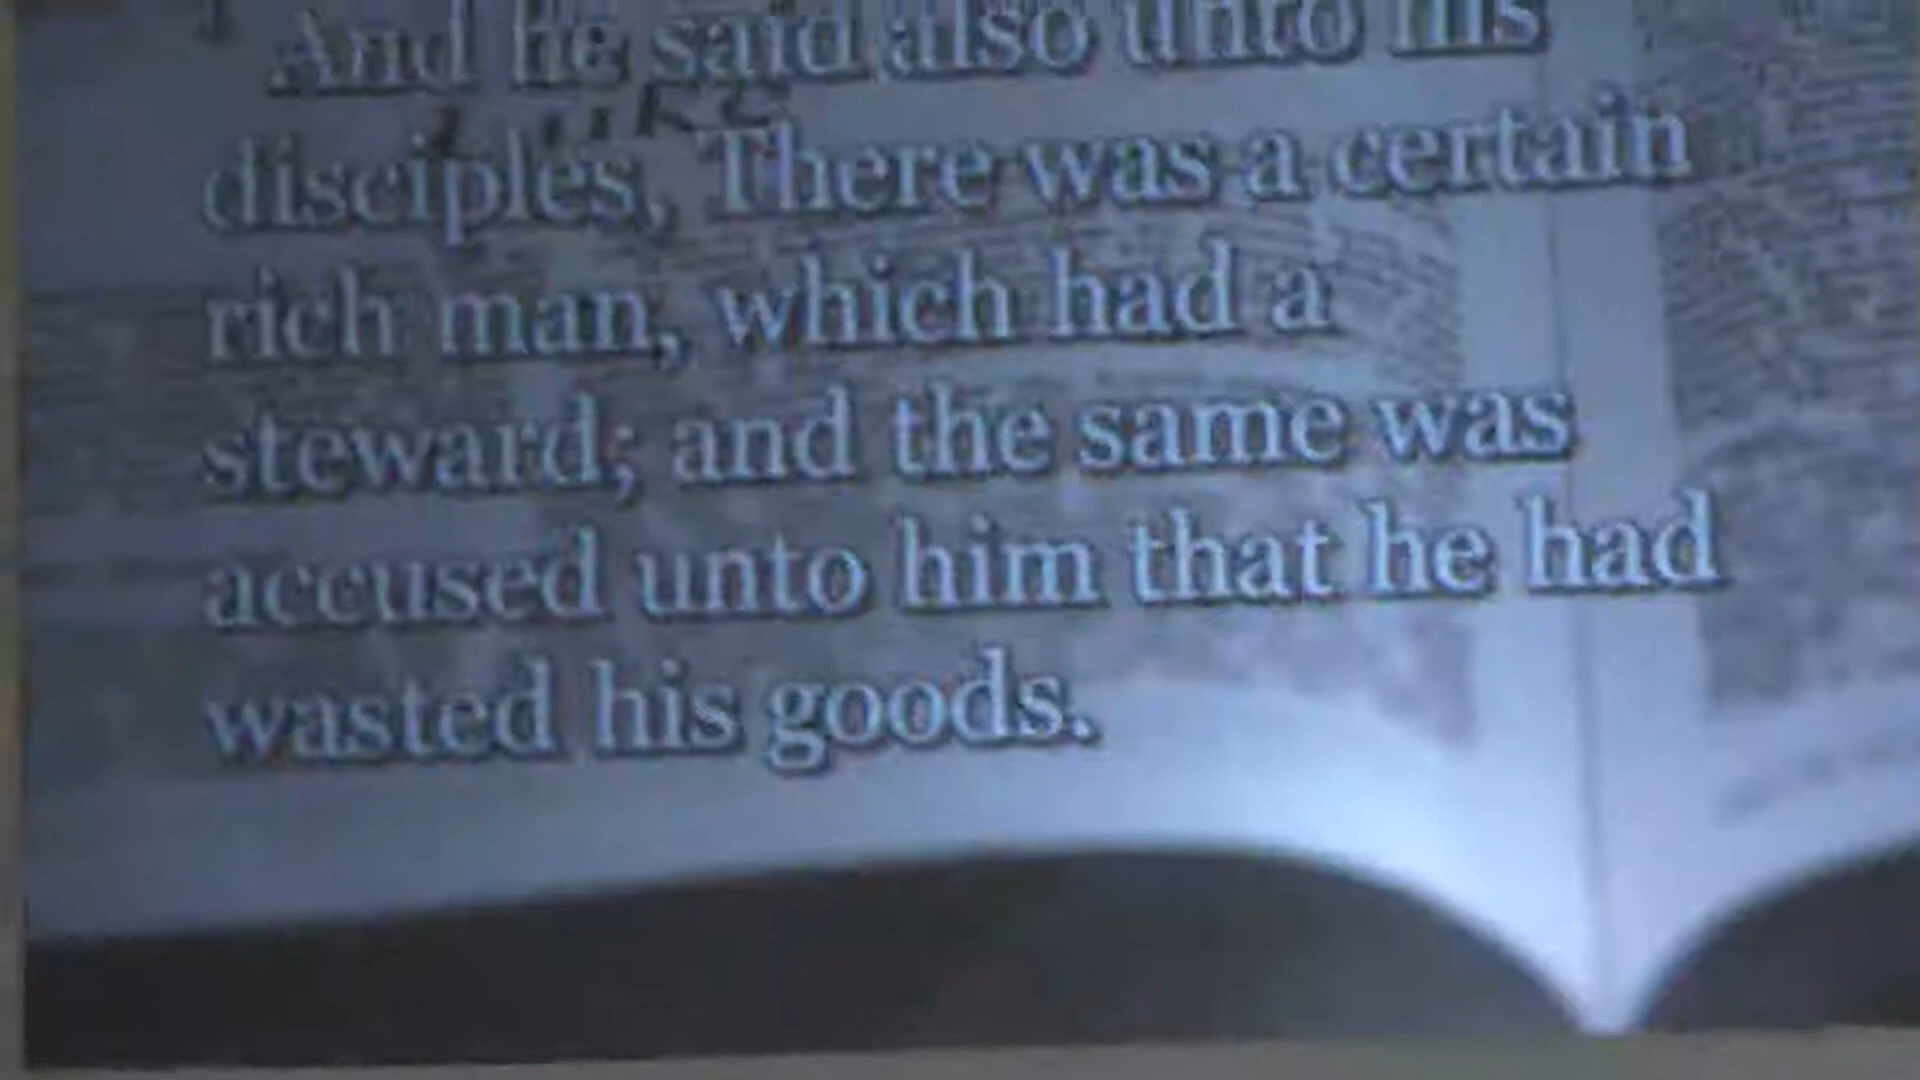 And he said also unto his
disciples, There was a certain
rich man, which had a
steward; and the same was
accused unto him that he had
wasted his goods.